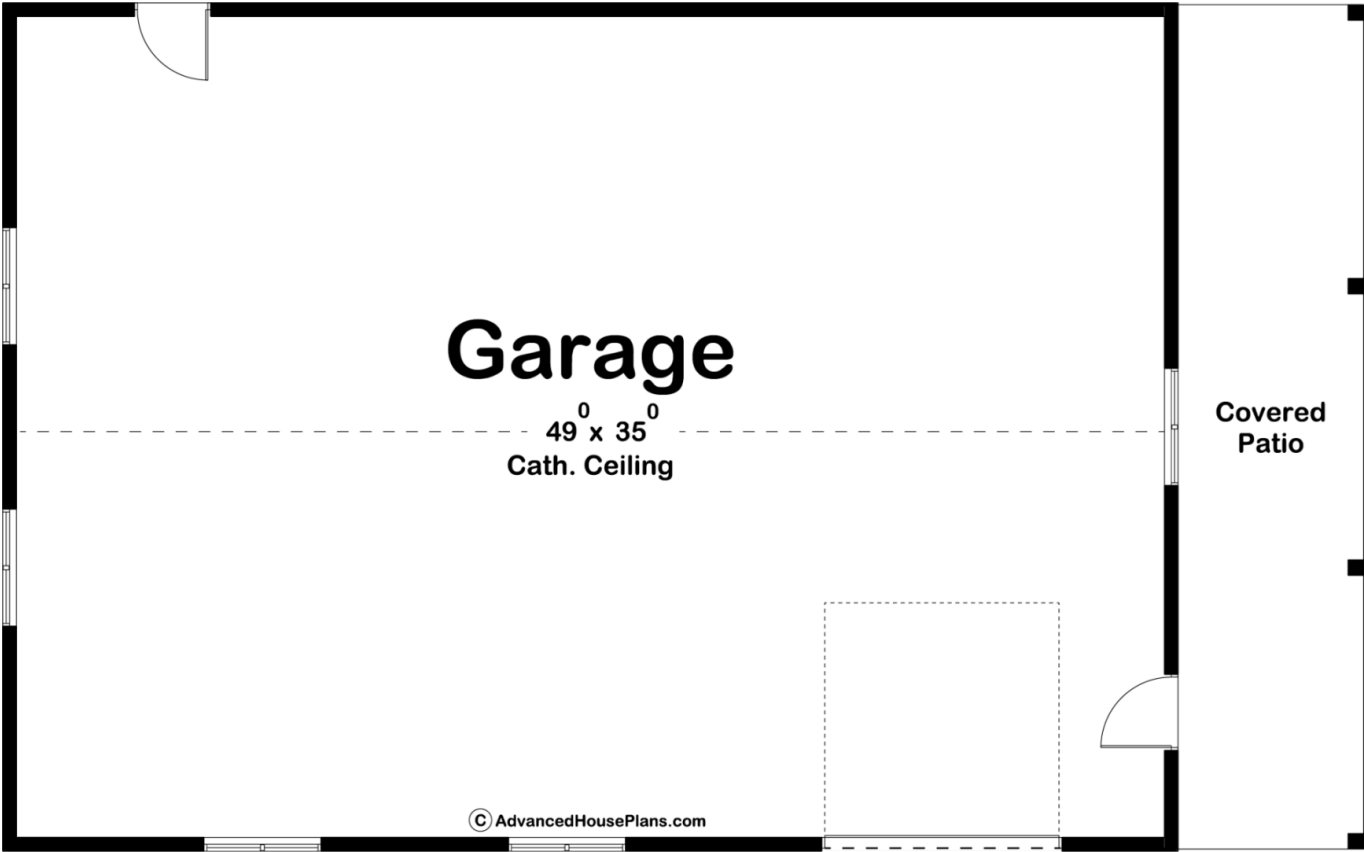 Garage
49⁰ x 35⁰
Cath. Ceiling
Covered
Patio
© AdvancedHousePlans.com